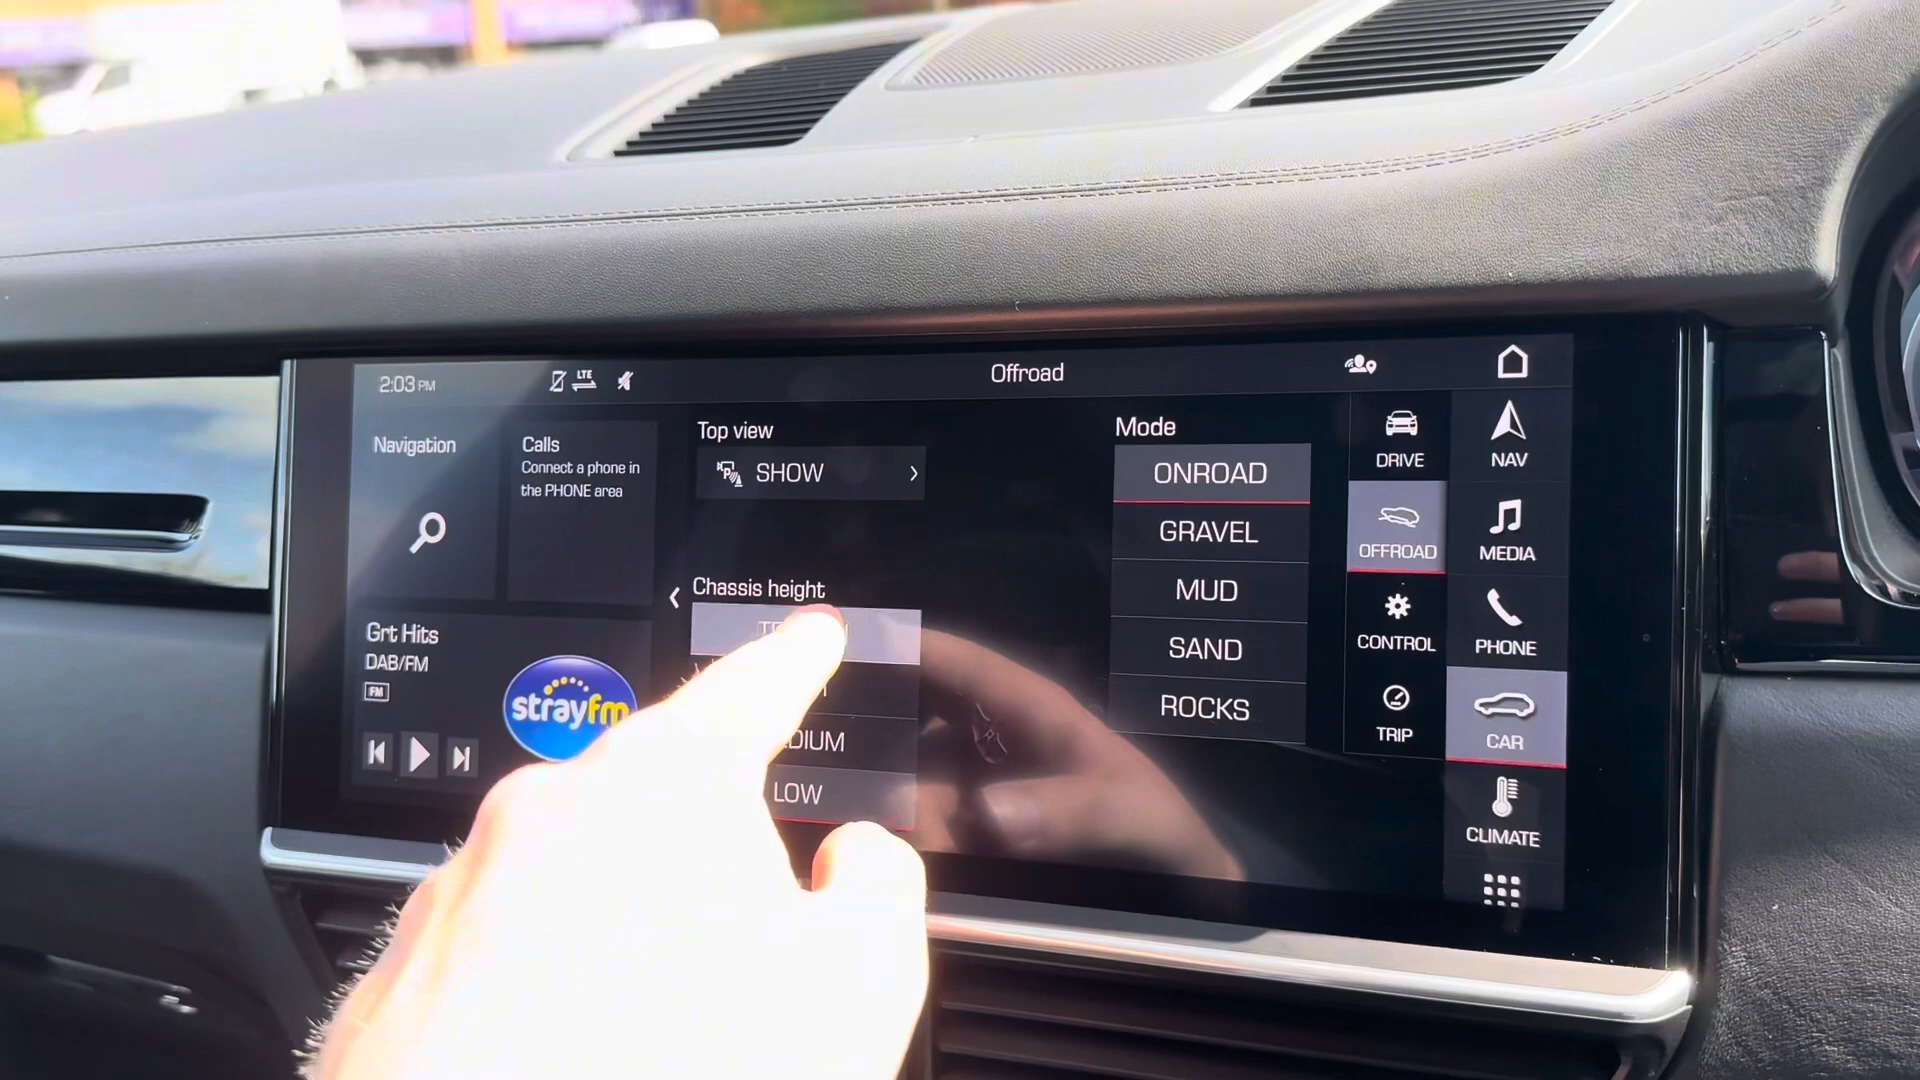 2:03 PM
LTE
Offroad
Navigation
Calls
Connect a phone in
the PHONE area
Grt Hits
DAB/FM
FM
strayfm
Top view
SHOW
Chassis height
LOW
Mode
ONROAD
GRAVEL
MUD
SAND
ROCKS
DRIVE
OFFROAD
CONTROL
TRIP
NAV
MEDIA
PHONE
CAR
CLIMATE